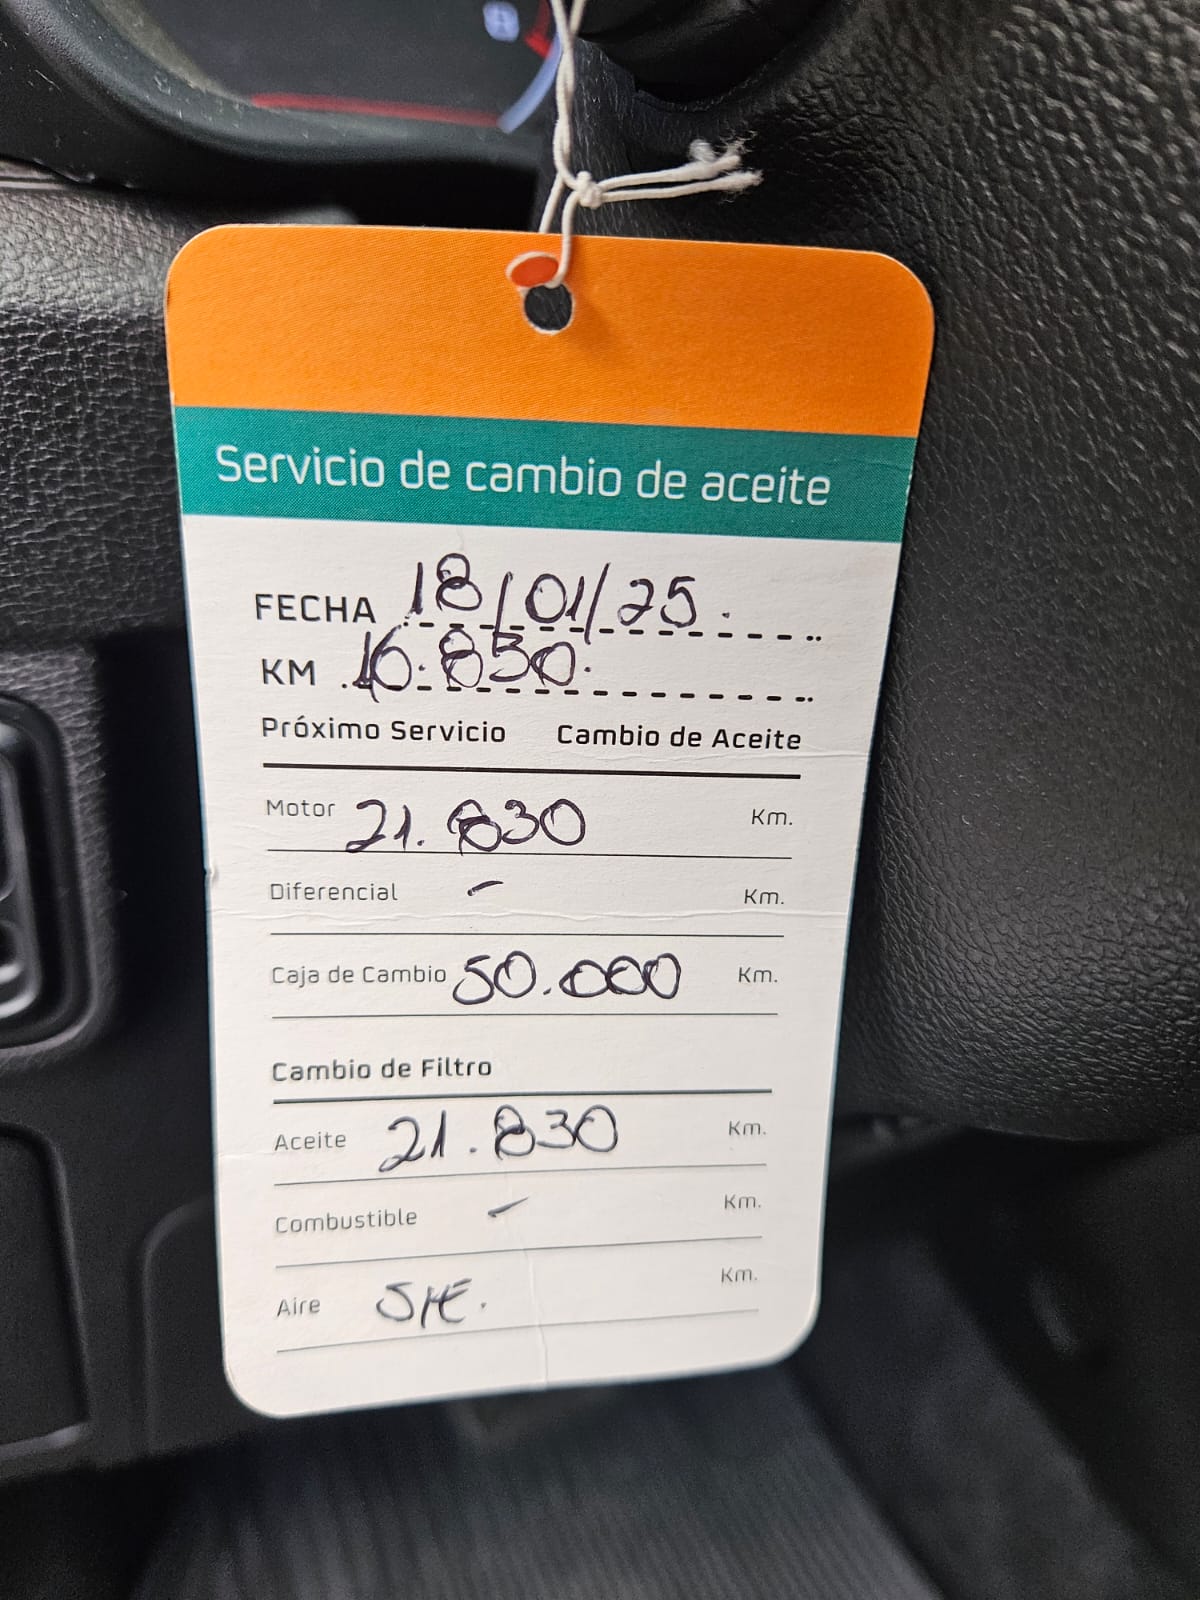 Servicio de cambio de aceite
FECHA 18/01/25.
KM 16.830.
Próximo Servicio Cambio de Aceite
Motor 21.830 Km.
Diferencial - Km.
Caja de Cambio 50.000 Km.
Cambio de Filtro
Aceite 21.830 Km.
Combustible - Km.
Aire Km.